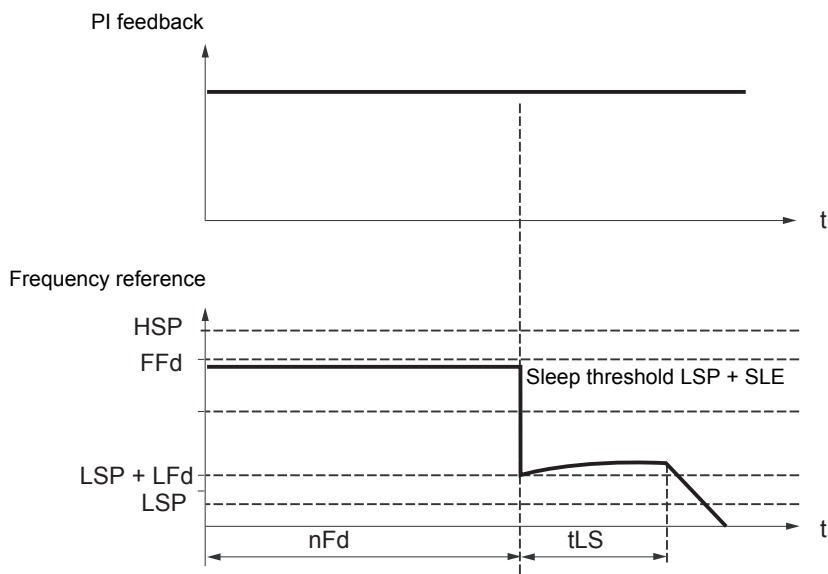 PI feedback
t
Frequency reference
HSP
FFd
Sleep threshold LSP + SLE
LSP + LFd
LSP
t
nFd
tLS